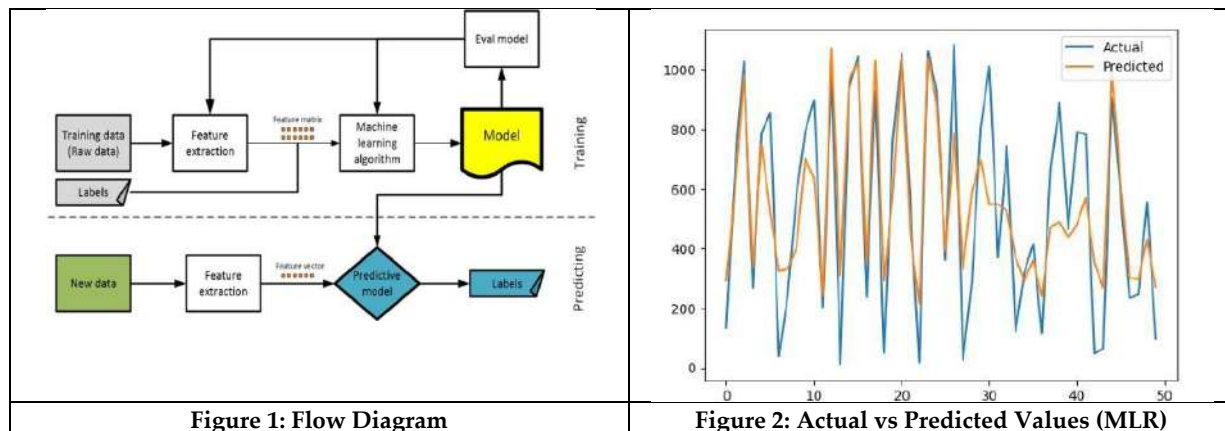 Eval model
Training data
(Raw data)
Feature
extraction
Feature matrix
Machine
learning
algorithm
Model
Training
Labels
New data
Feature
extraction
Feature vector
Predictive
model
Labels
Predicting
Figure 1: Flow Diagram
Actual
Predicted
1000
800
600
400
200
0
0
10
20
30
40
50
Figure 2: Actual vs Predicted Values (MLR)